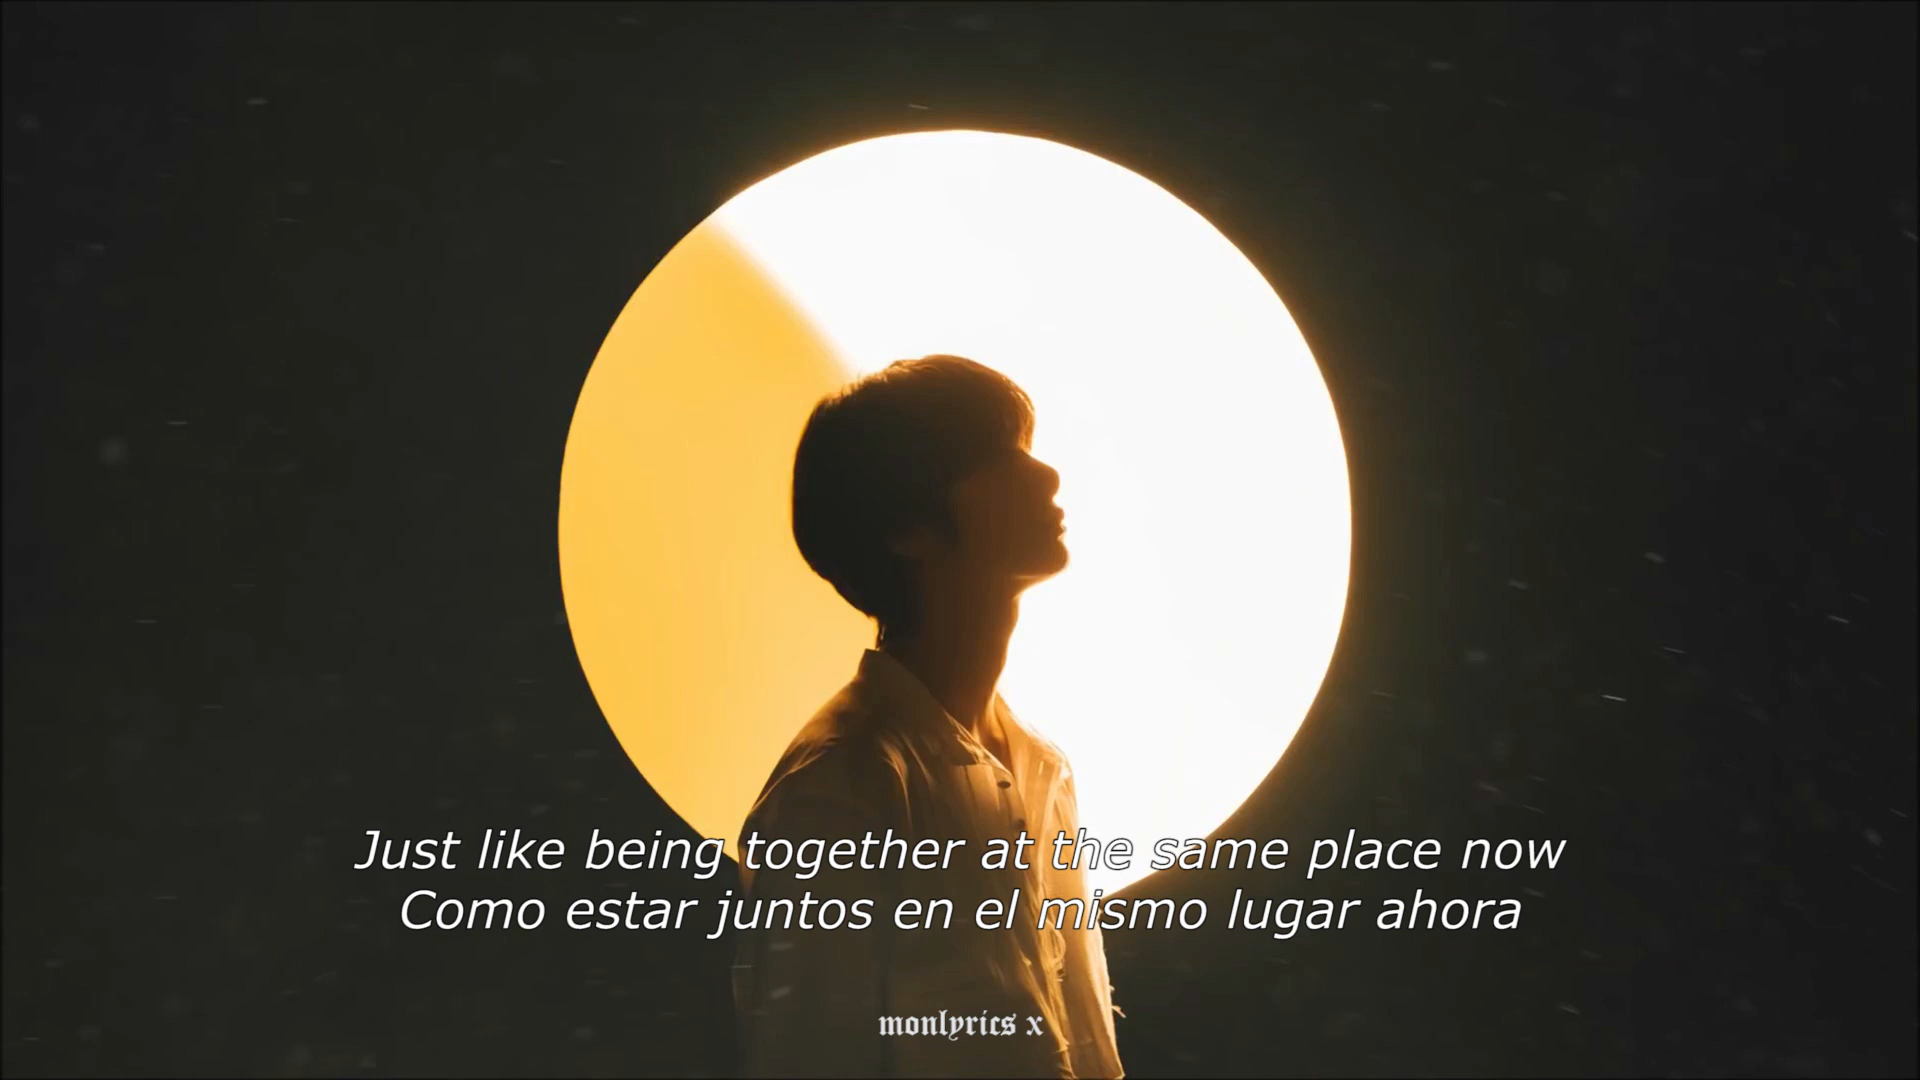 Just like being together at the same place now
Como estar juntos en el mismo lugar ahora
monlyrics x